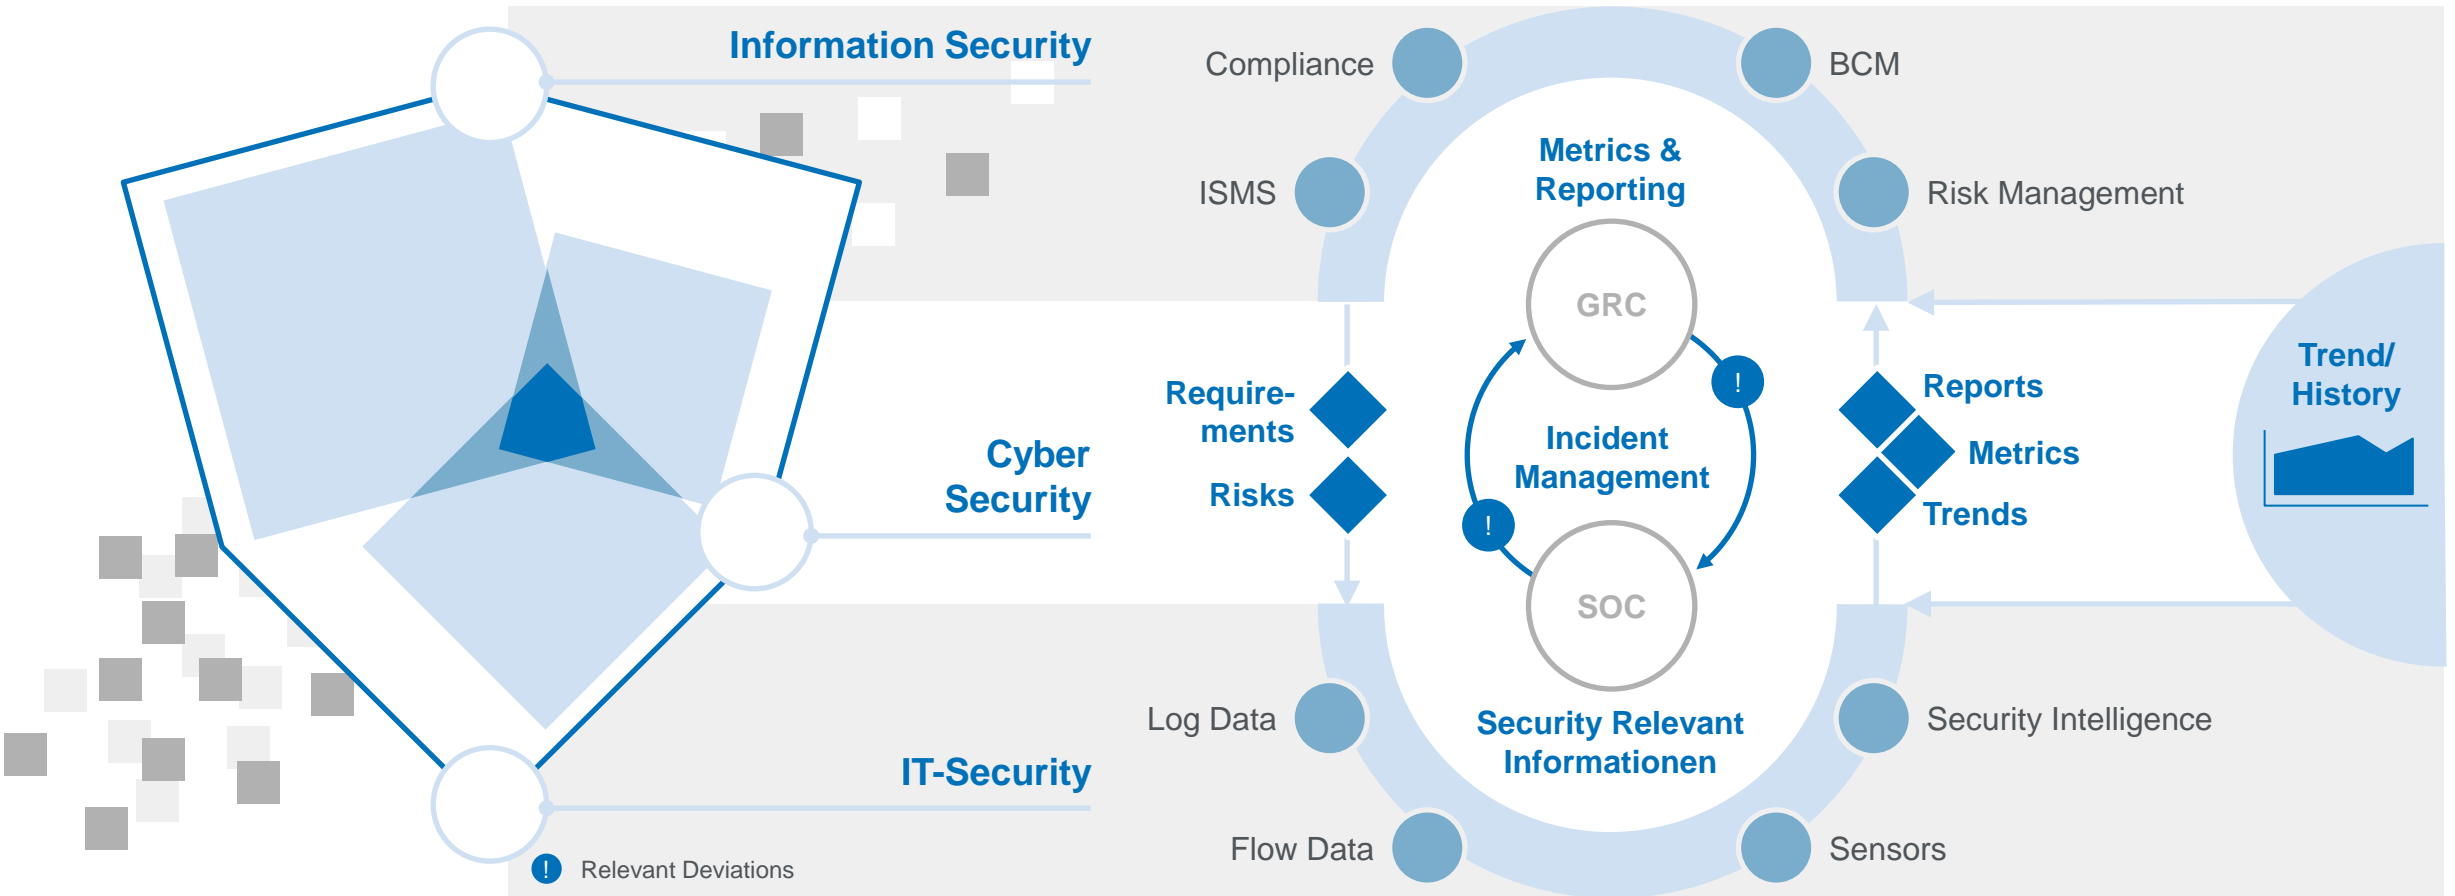 Information Security
Compliance
BCM
Metrics &
Reporting
ISMS
Risk Management
GRC
Trend/
History
Require-
ments
!
Reports
Incident
Management
Metrics
Cyber
Security
Risks
!
Trends
SOC
Log Data
Security Relevant
Informationen
Security Intelligence
IT-Security
Flow Data
Sensors
! Relevant Deviations